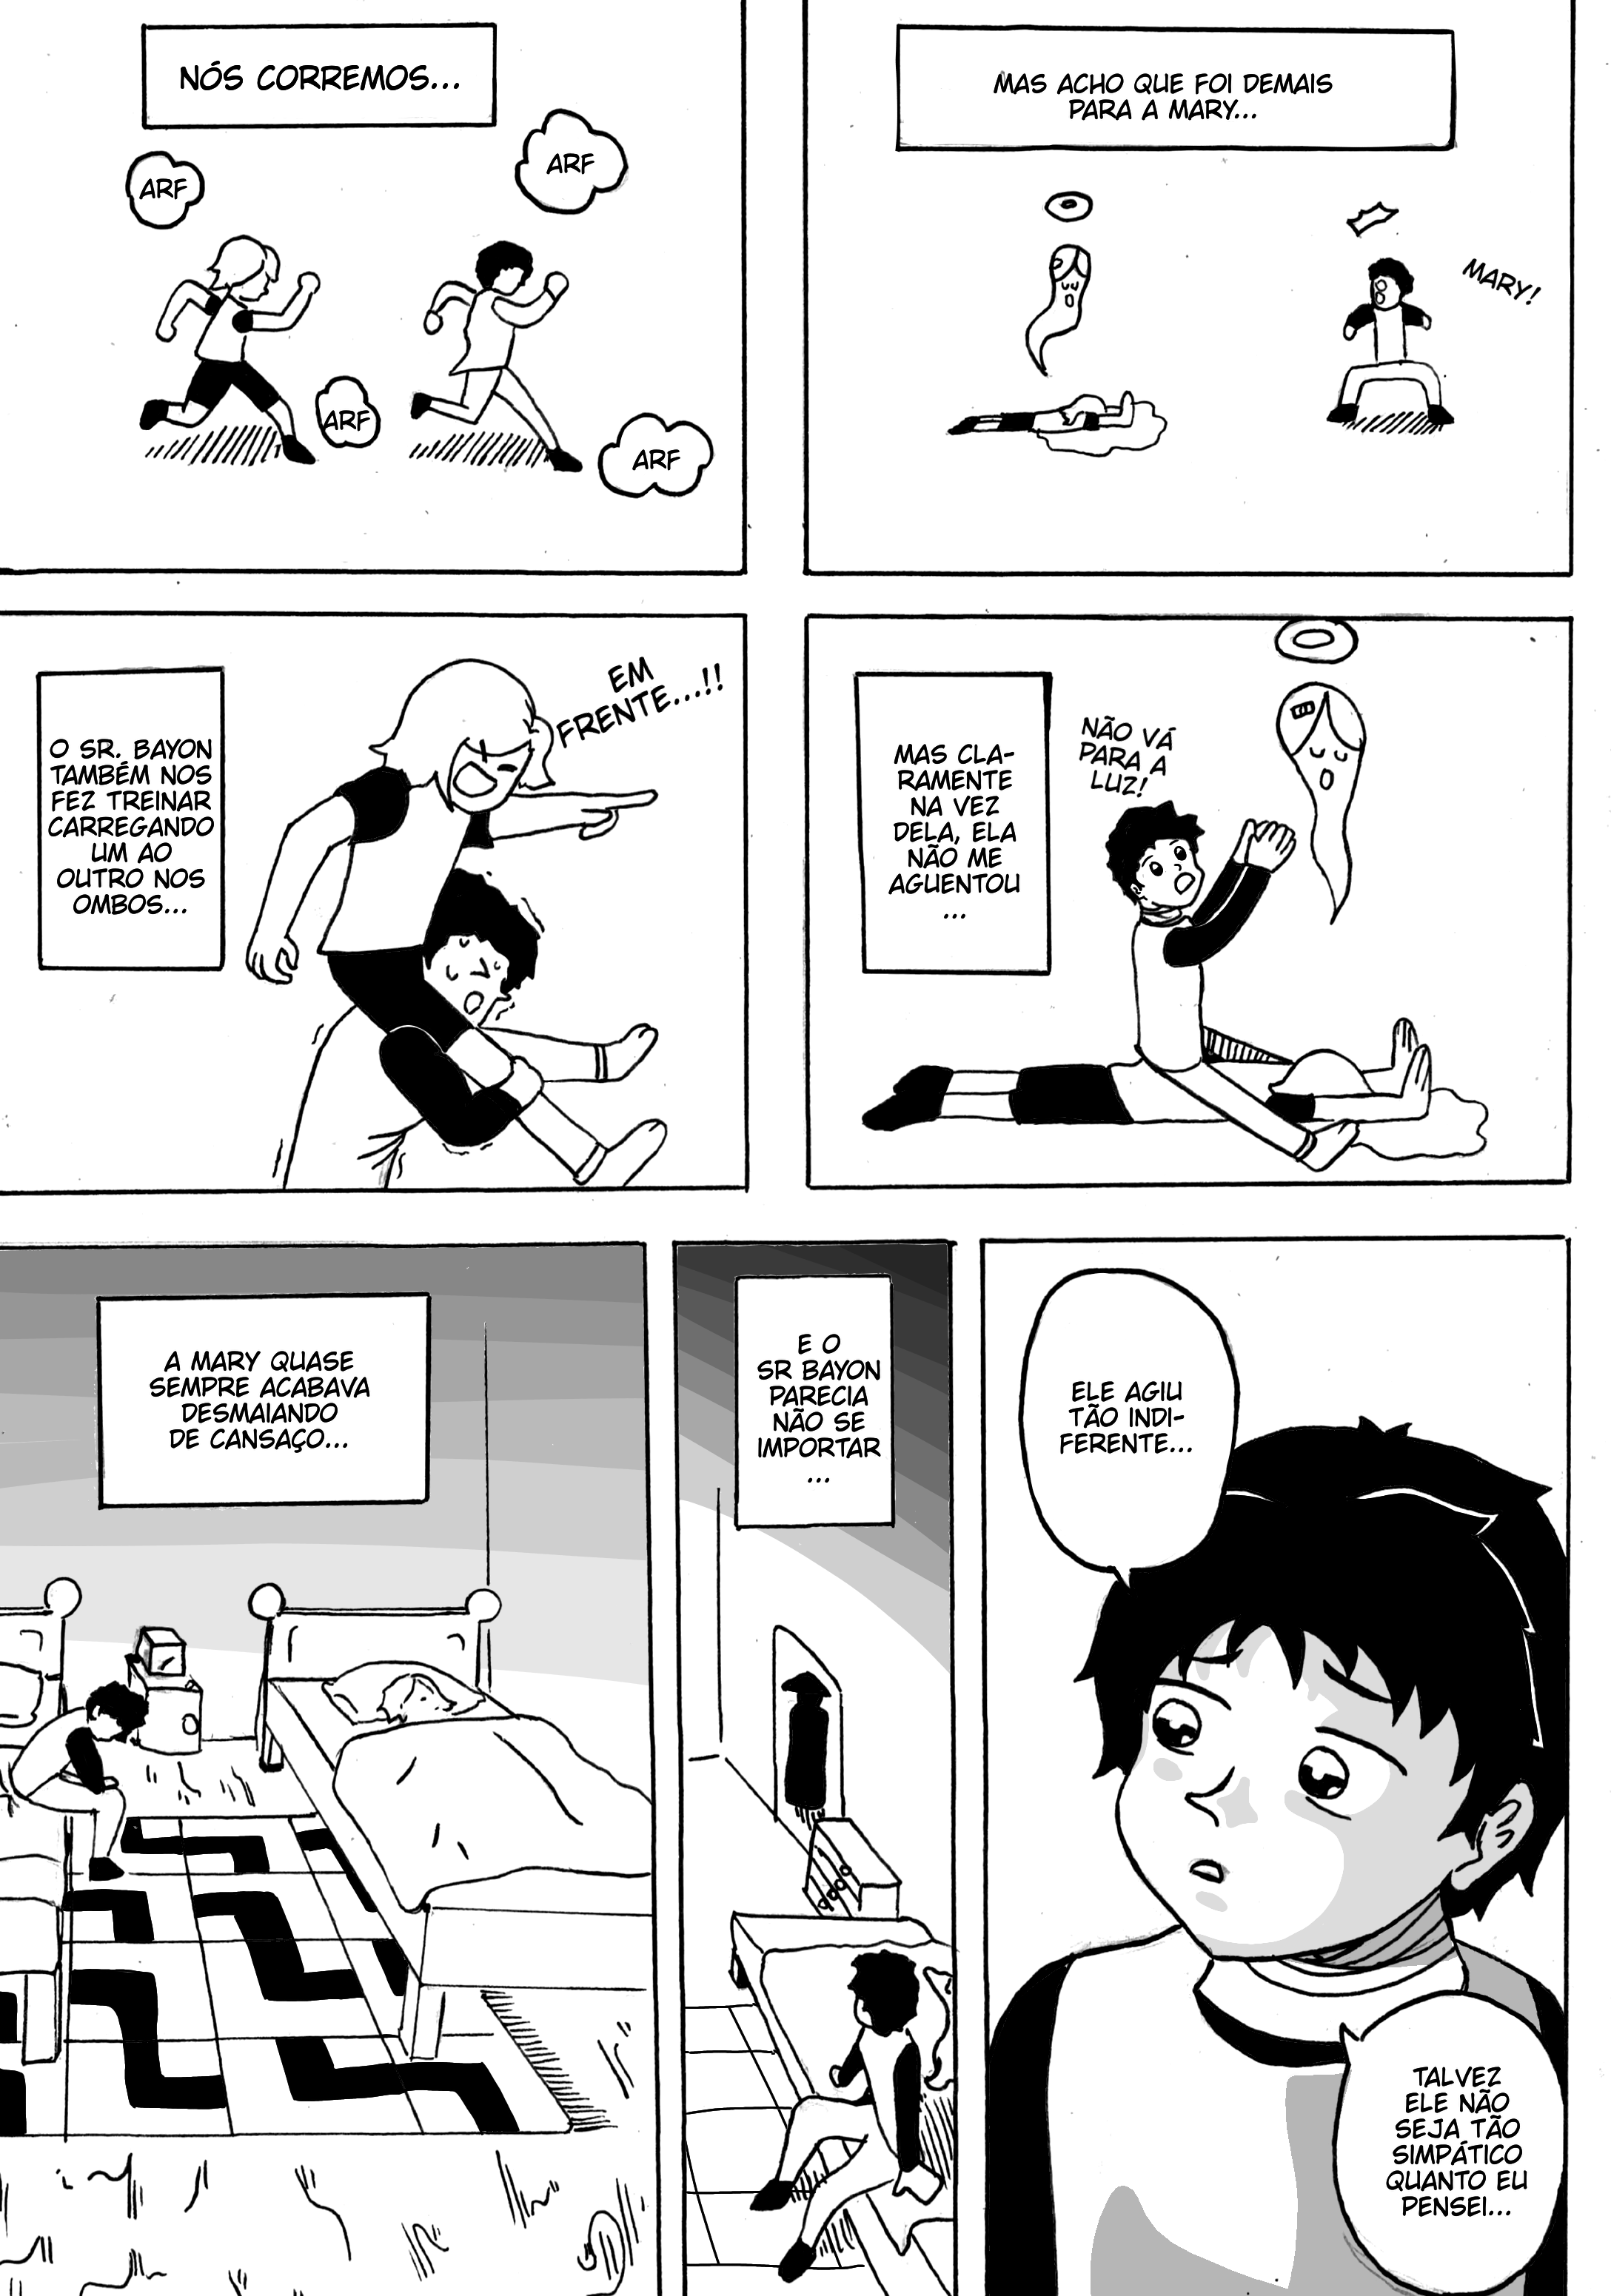 NÓS CORREMOS...
ARF
ARF
ARF
ARF
MAS ACHO QUE FOI DEMAIS
PARA A MARY...
MARY!
O SR. BAYON
TAMBÉM NOS
FEZ TREINAR
CARREGANDO
UM AO
OUTRO NOS
OMBOS...
EM
FRENTE...!!
MAS CLA-
RAMENTE
NA VEZ
DELA, ELA
NÃO ME
AGUENTOU
...
NÃO VÁ
PARA A
LUZ!
A MARY QUASE
SEMPRE ACABAVA
DESMAIANDO
DE CANSAÇO...
E O
SR BAYON
PARECIA
NÃO SE
IMPORTAR
...
ELE AGIU
TÃO INDI-
FERENTE...
TALVEZ
ELE NÃO
SEJA TÃO
SIMPÁTICO
QUANTO EU
PENSEI...